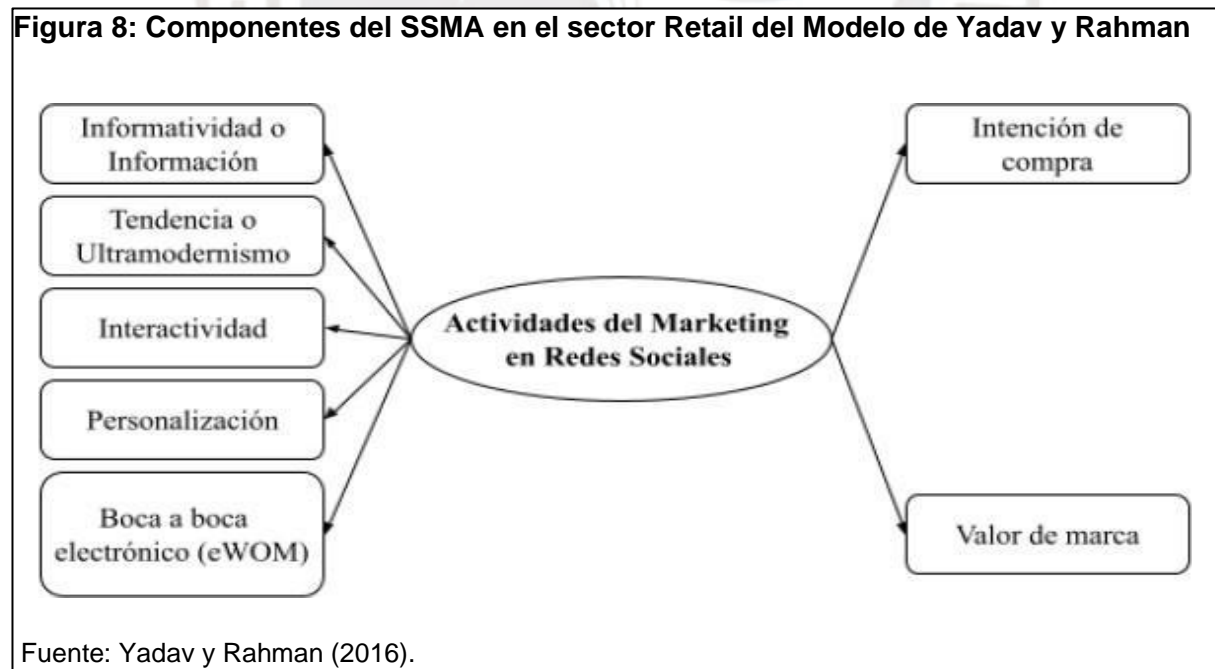 Figura 8: Componentes del SSMA en el sector Retail del Modelo de Yadav y Rahman
Informatividad o
Información
Tendencia o
Ultramodernismo
Interactividad
Personalización
Boca a boca
electrónico (eWOM)
Actividades del Marketing
en Redes Sociales
Intención de
compra
Valor de marca
Fuente: Yadav y Rahman (2016).